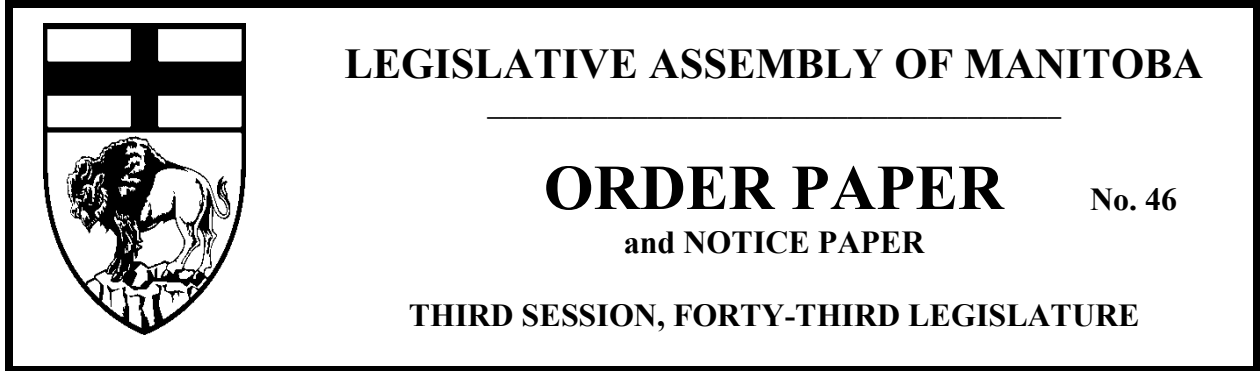 LEGISLATIVE ASSEMBLY OF MANITOBA
ORDER PAPER No. 46
and NOTICE PAPER
THIRD SESSION, FORTY-THIRD LEGISLATURE